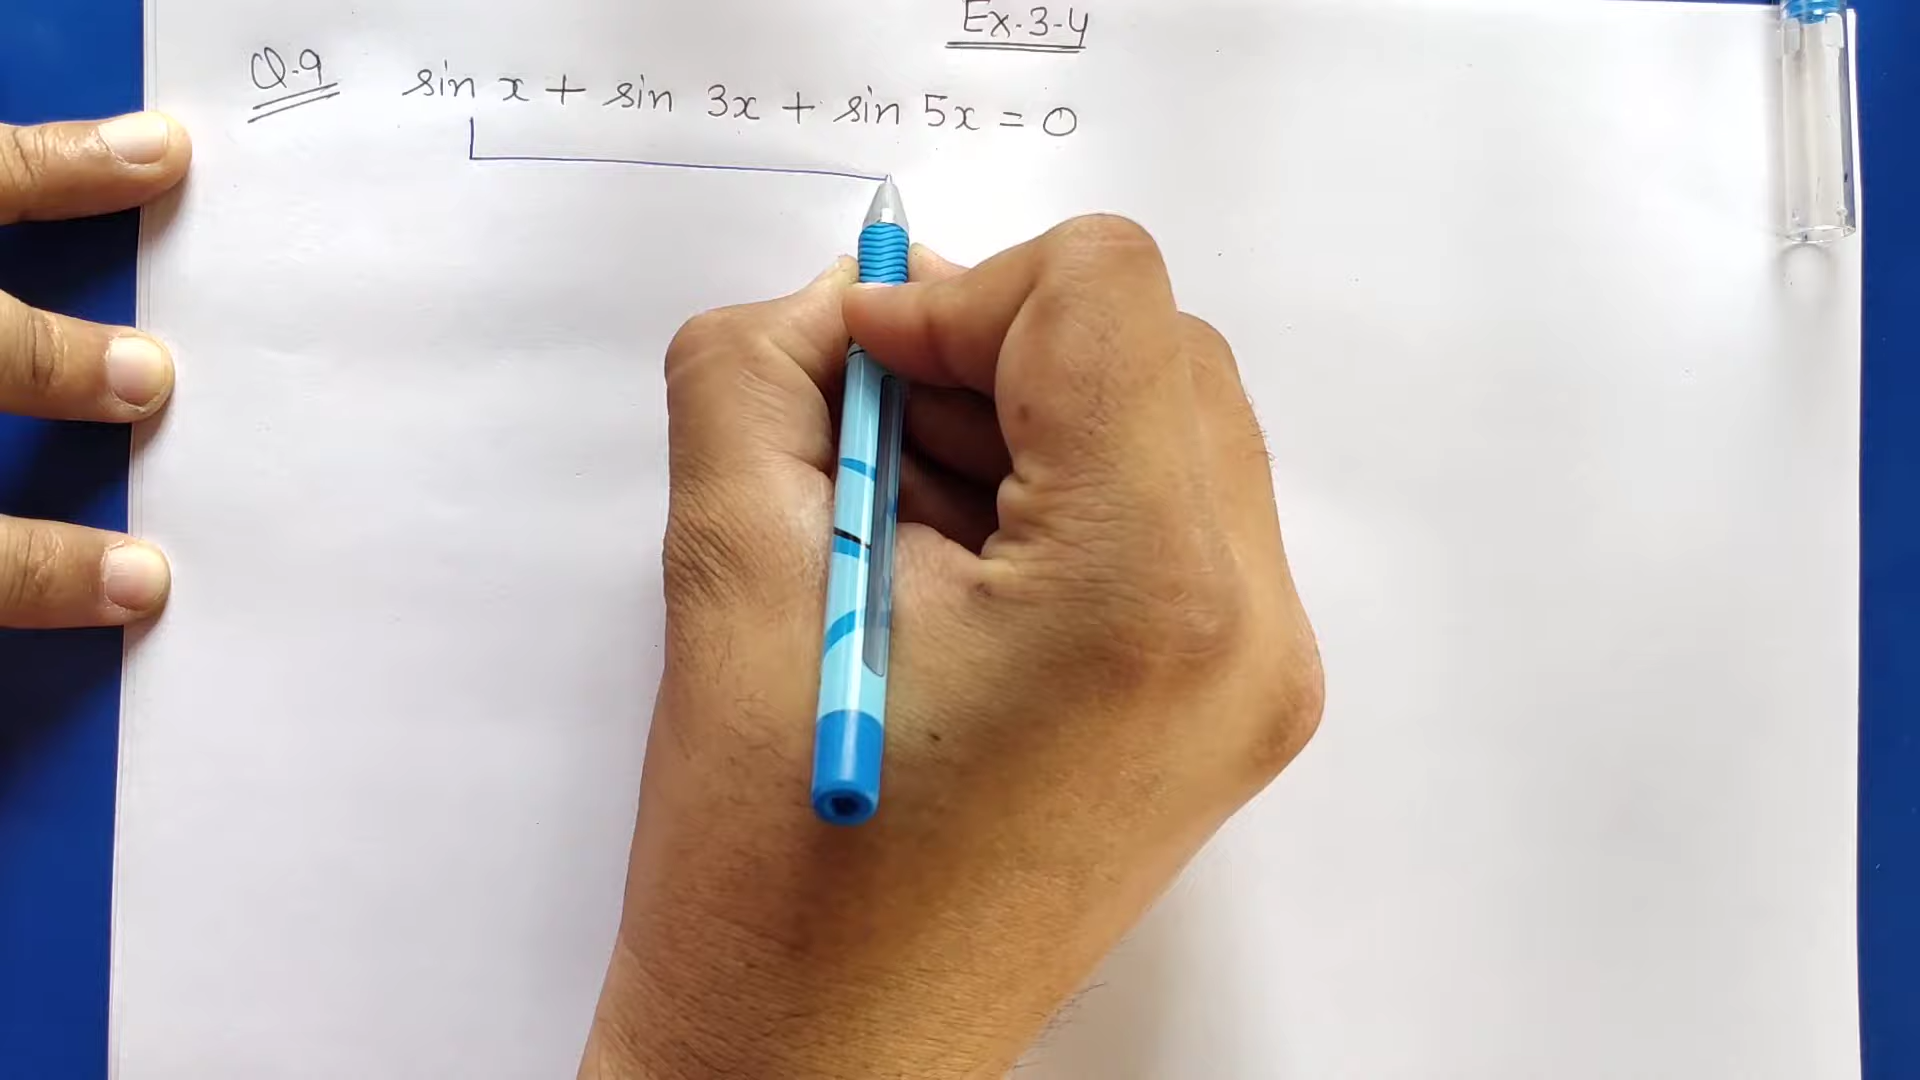 Ex.3-4
Q.9 sin x + sin 3x + sin 5x = 0